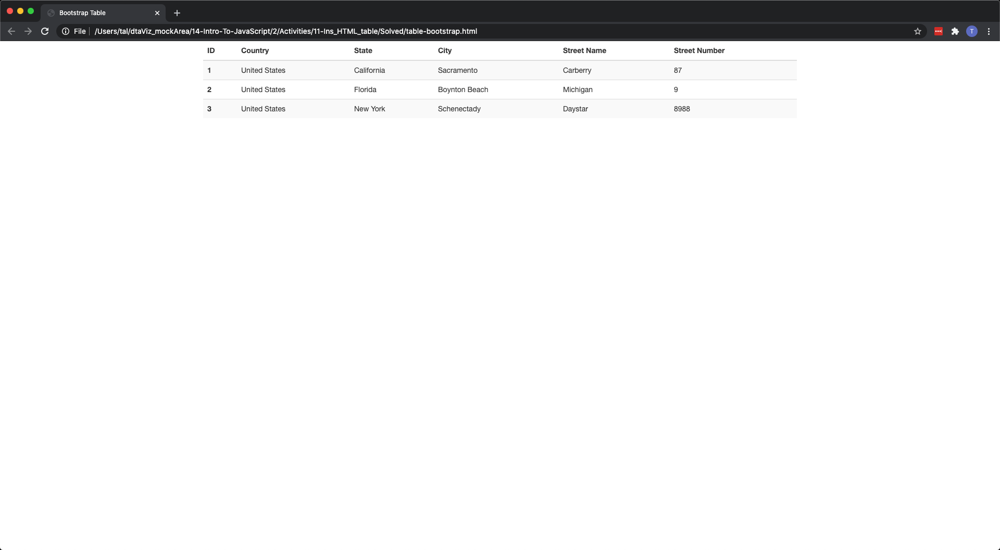 Bootstrap Table
File /Users/tal/dtaViz_mockArea/14-Intro-To-JavaScript/2/Activities/11-Ins_HTML_table/Solved/table-bootstrap.html T
ID Country State City Street Name Street Number
1 United States California Sacramento Carberry 87
2 United States Florida Boynton Beach Michigan 9
3 United States New York Schenectady Daystar 8988